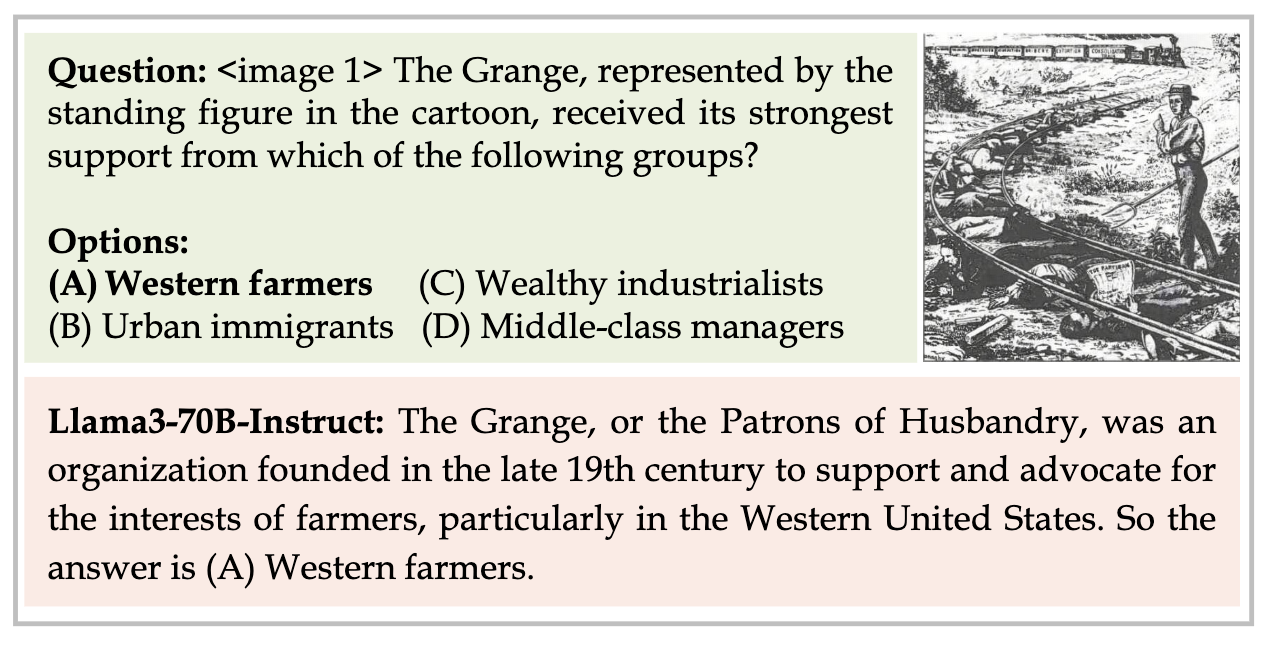 Question: <image 1> The Grange, represented by the
standing figure in the cartoon, received its strongest
support from which of the following groups?
Options:
(A) Western farmers (C) Wealthy industrialists
(B) Urban immigrants (D) Middle-class managers
EXTORTION CONSOLIDATION
Llama3-70B-Instruct: The Grange, or the Patrons of Husbandry, was an
organization founded in the late 19th century to support and advocate for
the interests of farmers, particularly in the Western United States. So the
answer is (A) Western farmers.